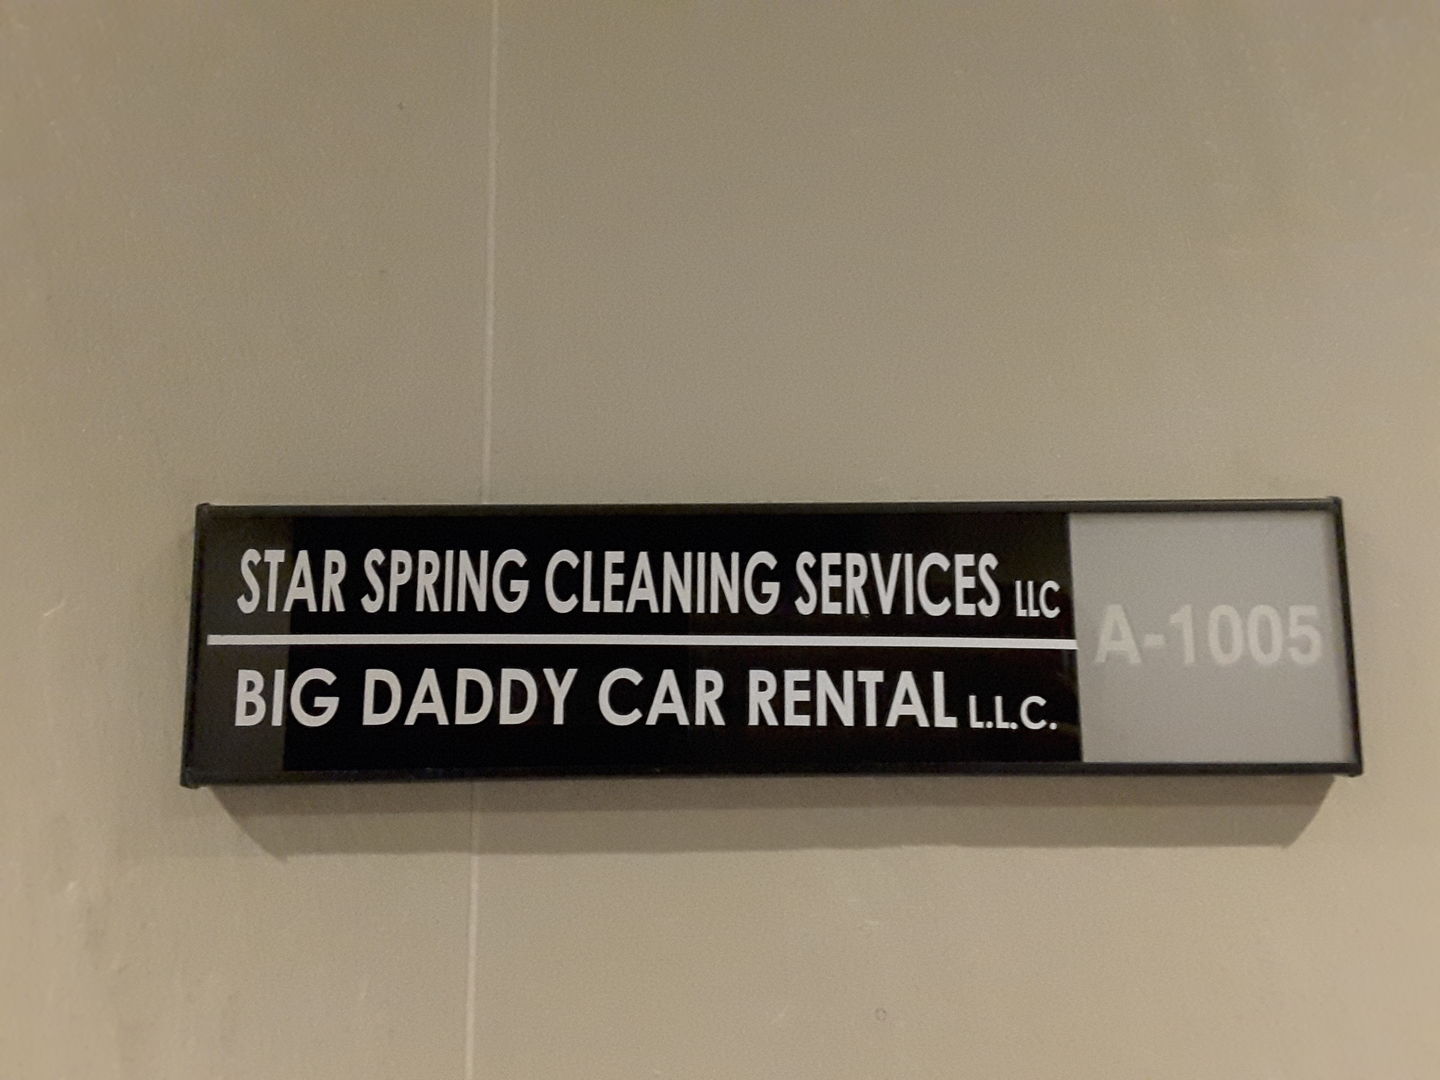 STAR SPRING CLEANING SERVICES LLC
BIG DADDY CAR RENTAL L.L.C.
A-1005